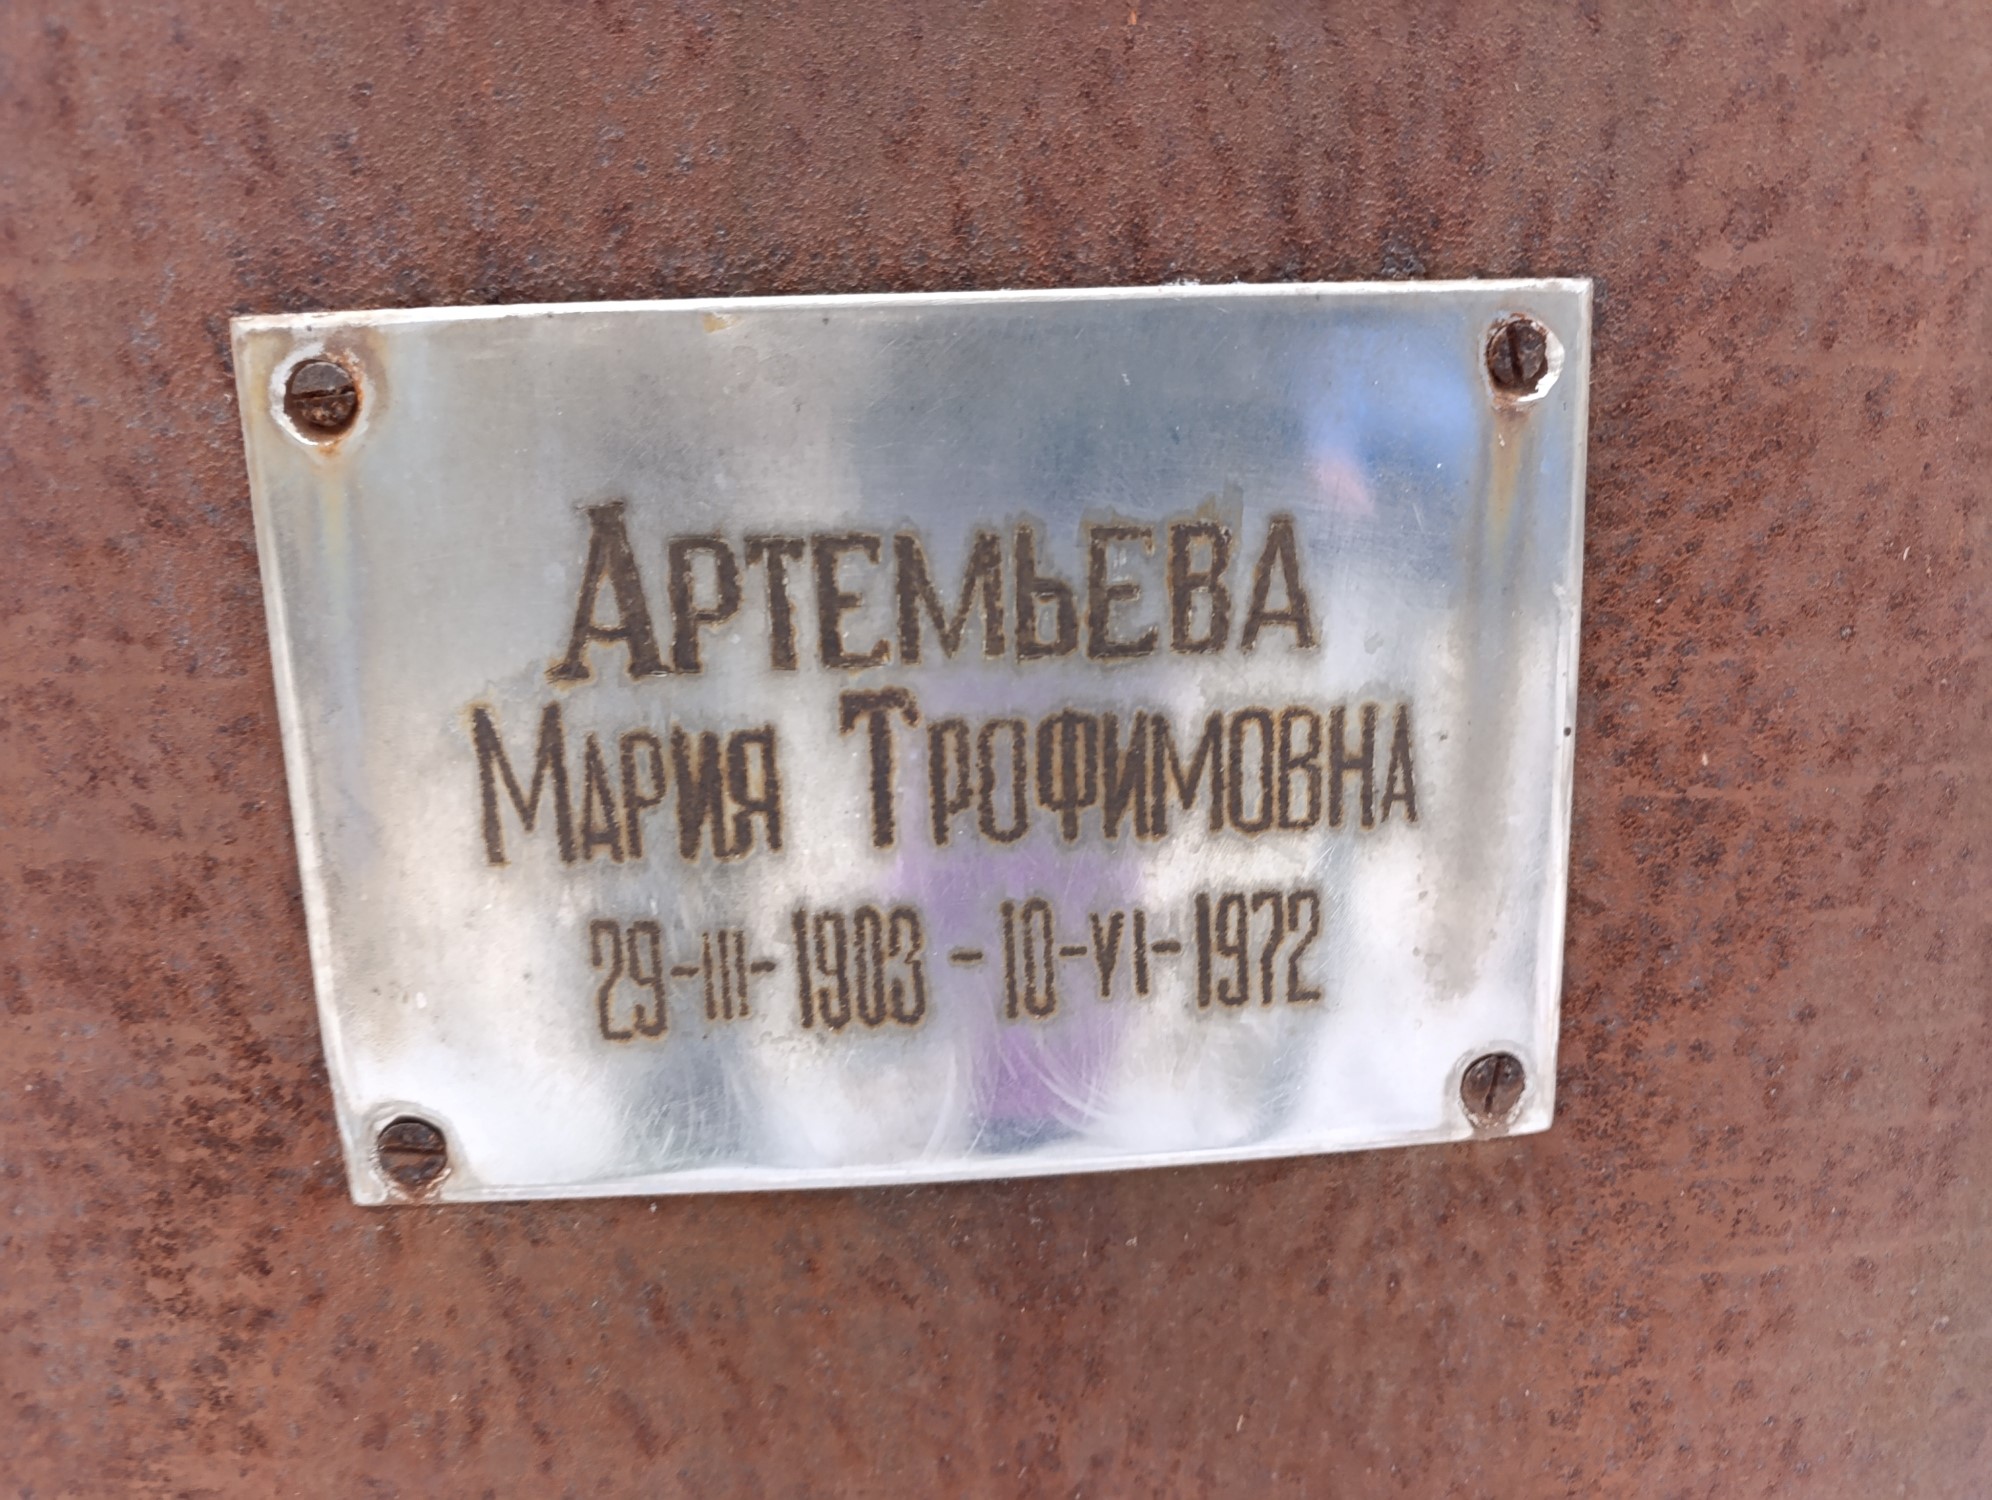 Артемьева
Мария Трофимовна
29-III-1903 - 10-VI-1972